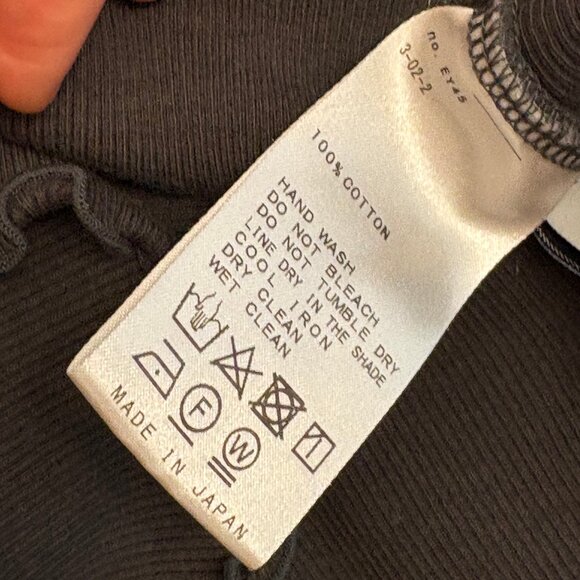 no. EY45
3-02-2
100% COTTON
HAND WASH
DO NOT BLEACH
DO NOT TUMBLE DRY
LINE DRY IN THE SHADE
COOL IRON
DRY CLEAN
WET CLEAN
F
W
MADE IN JAPAN